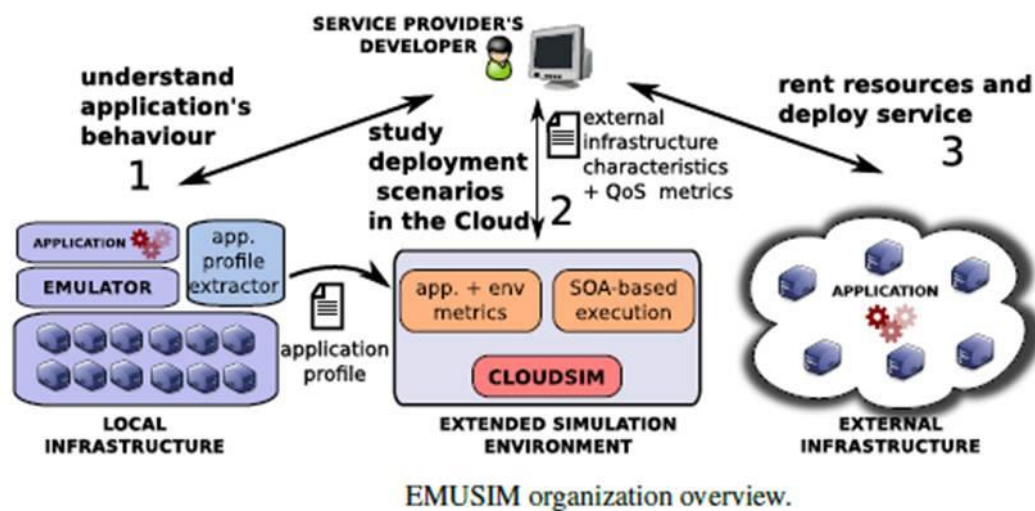 SERVICE PROVIDER'S
DEVELOPER
understand
application's
behaviour
1
study
deployment
scenarios
in the Cloud
2
external
infrastructure
characteristics
+ QoS metrics
rent resources and
deploy service
3
APPLICATION
EMULATOR
app.
profile
extractor
application
profile
app. + env
metrics
SOA-based
execution
CLOUDSIM
APPLICATION
LOCAL
INFRASTRUCTURE
EXTENDED SIMULATION
ENVIRONMENT
EXTERNAL
INFRASTRUCTURE
EMUSIM organization overview.